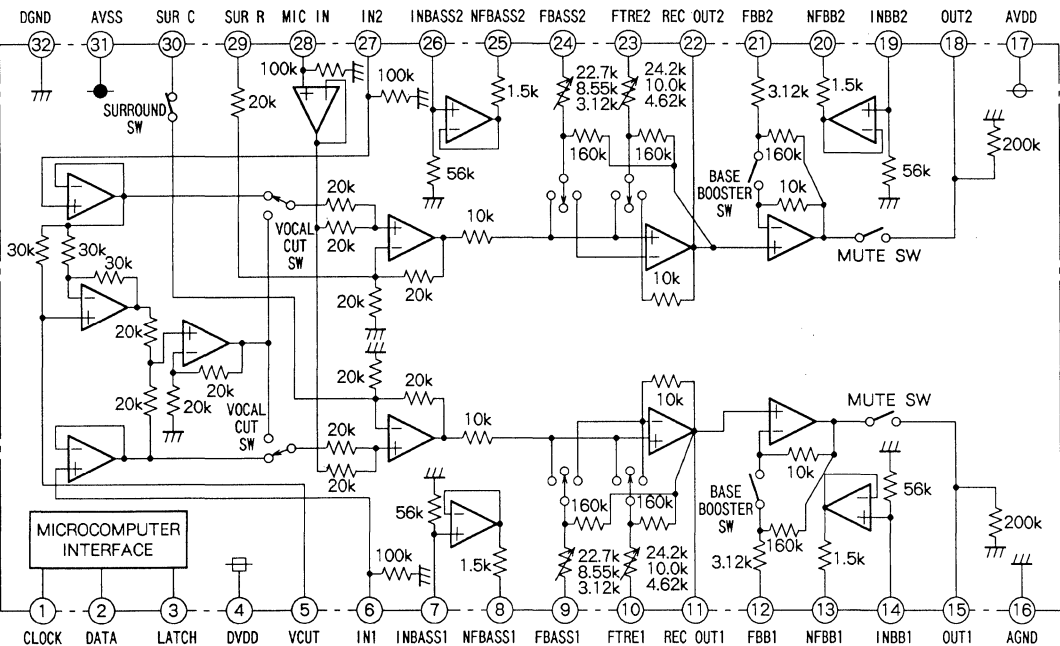 DGND AVSS SUR C SUR R MIC IN IN2 INBASS2 NFBASS2 FBASS2 FTRE2 REC OUT2 FBB2 NFBB2 INBB2 OUT2 AVDD
32 31 30 29 28 27 26 25 24 23 22 21 20 19 18 17
100k
100k
20k
SURROUND
SW
1.5k
22.7k
8.55k
3.12k
24.2k
10.0k
4.62k
3.12k
1.5k
200k
160k
160k
160k
56k
56k
BASE
BOOSTER
SW
20k
20k
10k
10k
VOCAL
CUT
SW
MUTE SW
30k
30k
30k
20k
10k
20k
20k
20k
20k
20k
20k
20k
20k
VOCAL
CUT
SW
10k
10k
MUTE SW
20k
20k
10k
56k
160k
160k
BASE
BOOSTER
SW
56k
200k
MICROCOMPUTER
INTERFACE
100k
1.5k
22.7k
8.55k
3.12k
24.2k
10.0k
4.62k
3.12k
160k
1.5k
1 2 3 4 5 6 7 8 9 10 11 12 13 14 15 16
CLOCK DATA LATCH DVDD VCUT IN1 INBASS1 NFBASS1 FBASS1 FTRE1 REC OUT1 FBB1 NFBB1 INBB1 OUT1 AGND